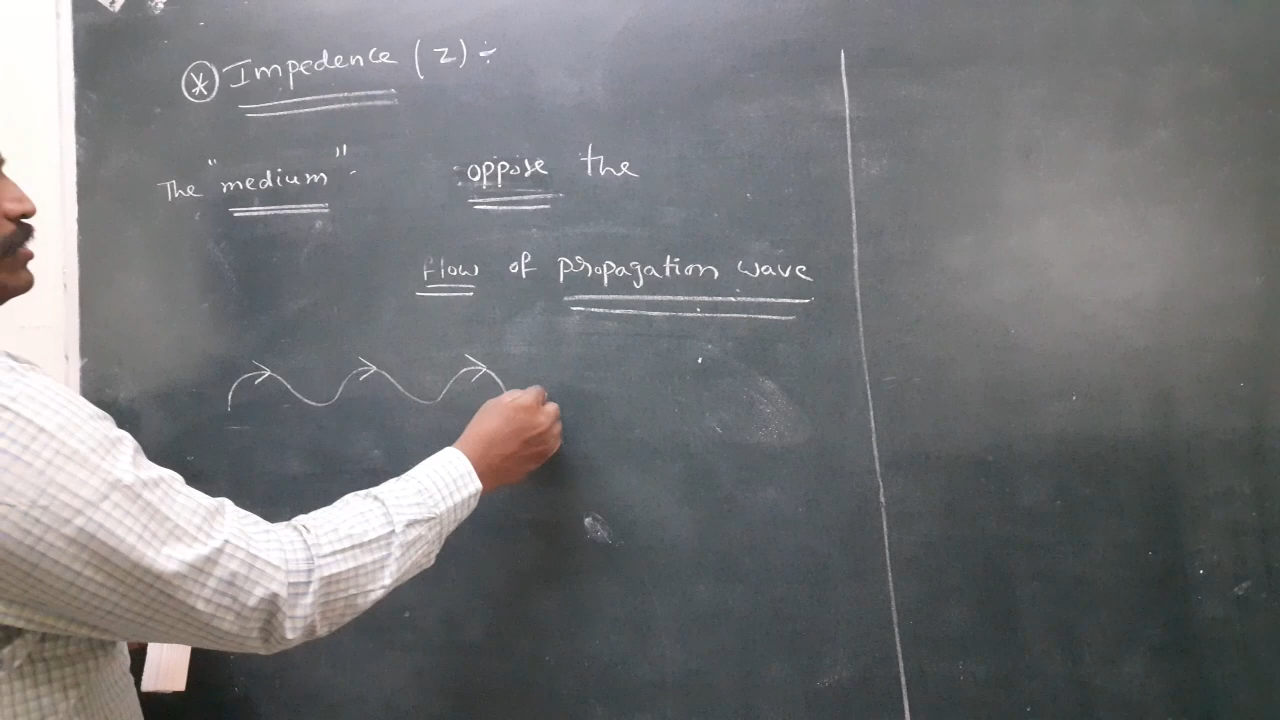 * Impedence (Z) ÷
The "medium" oppose the
flow of propagation wave